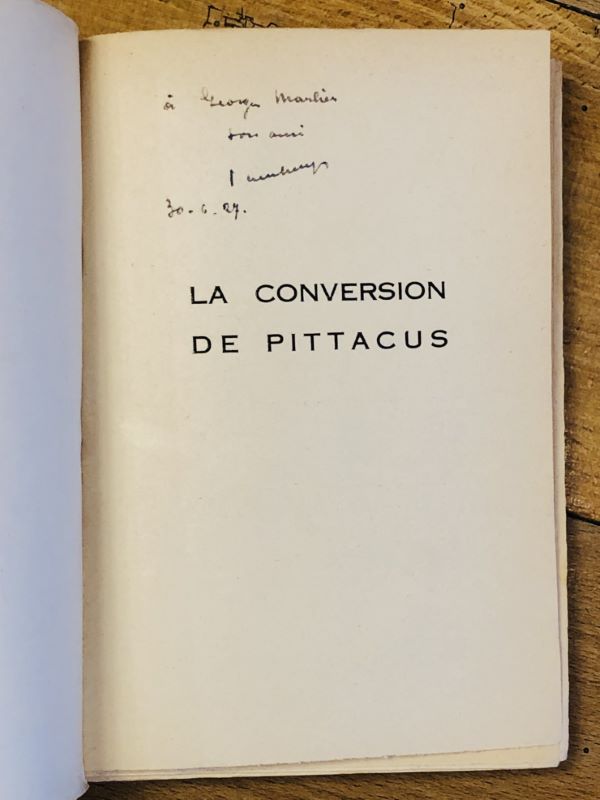 à Georges Marlier
son ami
30.6.27.
LA CONVERSION
DE PITTACUS